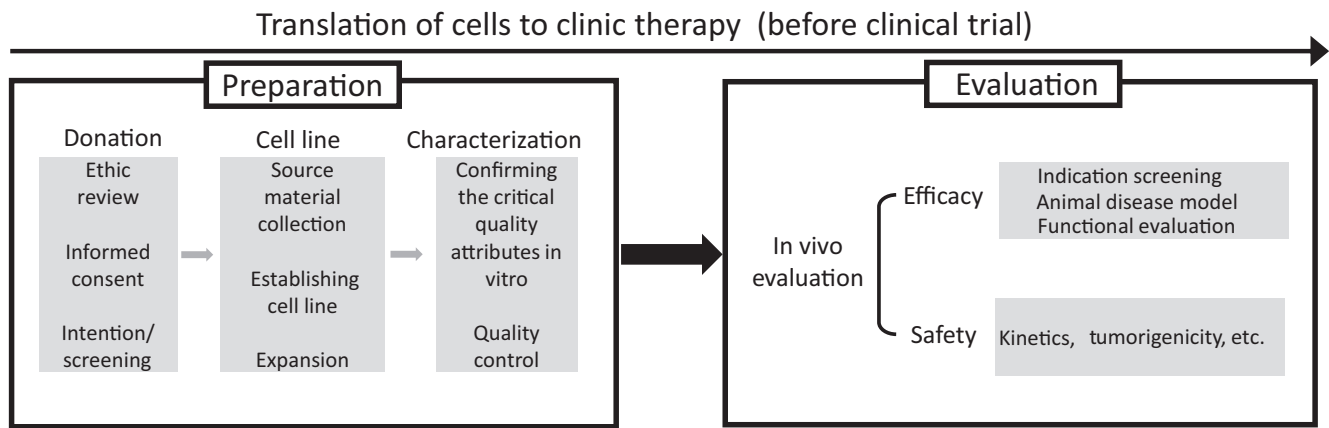 Translation of cells to clinic therapy (before clinical trial)
Preparation
Donation
Ethic
review
Informed
consent
Intention/
screening
Cell line
Source
material
collection
Establishing
cell line
Expansion
Characterization
Confirming
the critical
quality
attributes in
vitro
Quality
control
Evaluation
In vivo
evaluation
Efficacy
Indication screening
Animal disease model
Functional evaluation
Safety
Kinetics, tumorigenicity, etc.